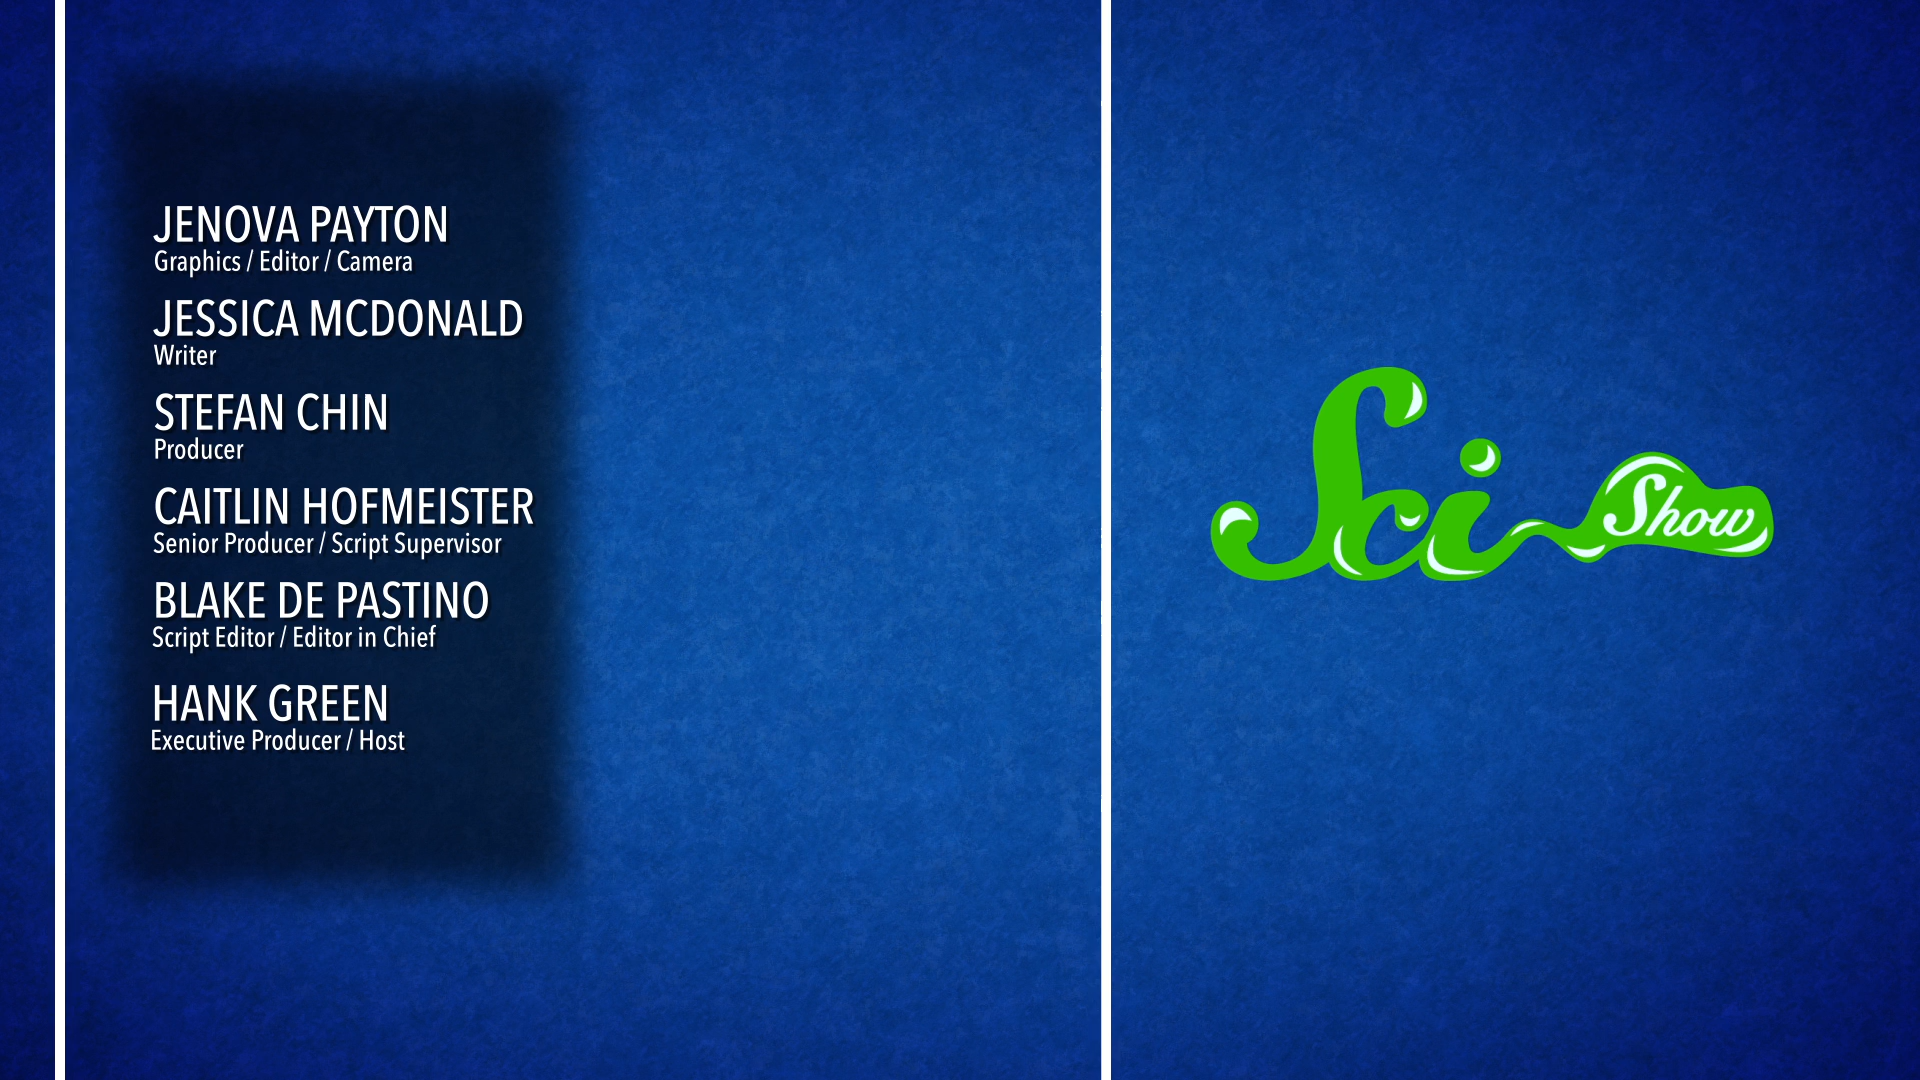 JENOVA PAYTON
Graphics / Editor / Camera
JESSICA MCDONALD
Writer
STEFAN CHIN
Producer
CAITLIN HOFMEISTER
Senior Producer / Script Supervisor
BLAKE DE PASTINO
Script Editor / Editor in Chief
HANK GREEN
Executive Producer / Host
Sci Show